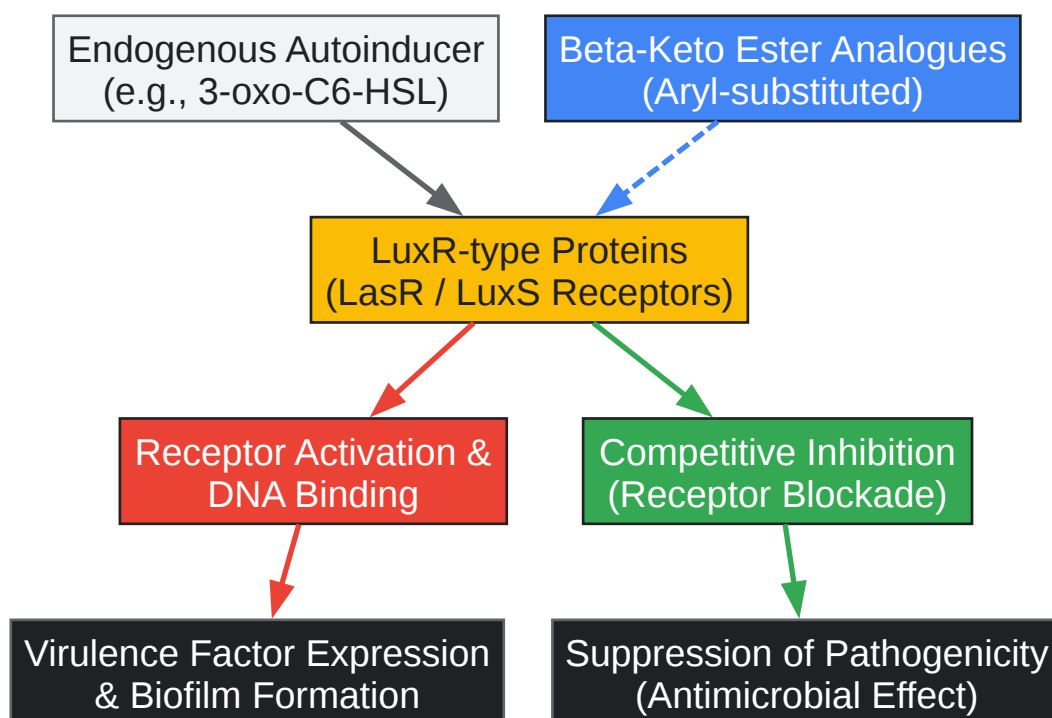 Endogenous Autoinducer
(e.g., 3-oxo-C6-HSL)
Beta-Keto Ester Analogues
(Aryl-substituted)
LuxR-type Proteins
(LasR / LuxS Receptors)
Receptor Activation &
DNA Binding
Competitive Inhibition
(Receptor Blockade)
Virulence Factor Expression
& Biofilm Formation
Suppression of Pathogenicity
(Antimicrobial Effect)